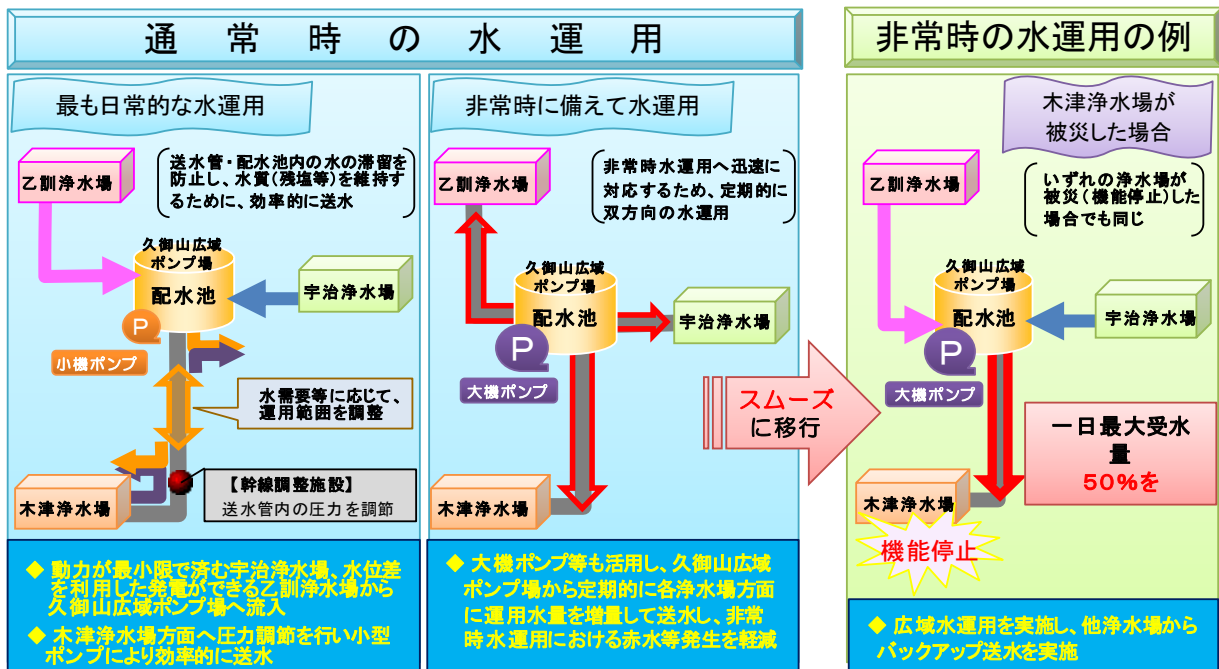 通常時の水運用
最も日常的な水運用
乙訓浄水場
送水管・配水池内の水の滞留を
防止し、水質(残塩等)を維持す
るために、効率的に送水
久御山広域
ポンプ場
配水池
宇治浄水場
P
小機ポンプ
水需要等に応じて、
運用範囲を調整
木津浄水場
【幹線調整施設】
送水管内の圧力を調節
◆ 動力が最小限で済む宇治浄水場、水位差
を利用した発電ができる乙訓浄水場から
久御山広域ポンプ場へ流入
◆ 木津浄水場方面へ圧力調節を行い小型
ポンプにより効率的に送水
非常時に備えて水運用
乙訓浄水場
非常時水運用へ迅速に
対応するため、定期的に
双方向の水運用
久御山広域
ポンプ場
配水池
宇治浄水場
P
大機ポンプ
木津浄水場
◆ 大機ポンプ等も活用し、久御山広域
ポンプ場から定期的に各浄水場方面
に運用水量を増量して送水し、非常
時水運用における赤水等発生を軽減
スムーズ
に移行
非常時の水運用の例
木津浄水場が
被災した場合
乙訓浄水場
いずれの浄水場が
被災(機能停止)した
場合でも同じ
久御山広域
ポンプ場
配水池
宇治浄水場
P
大機ポンプ
一日最大受水
量
50%を
木津浄水場
機能停止
◆ 広域水運用を実施し、他浄水場から
バックアップ送水を実施